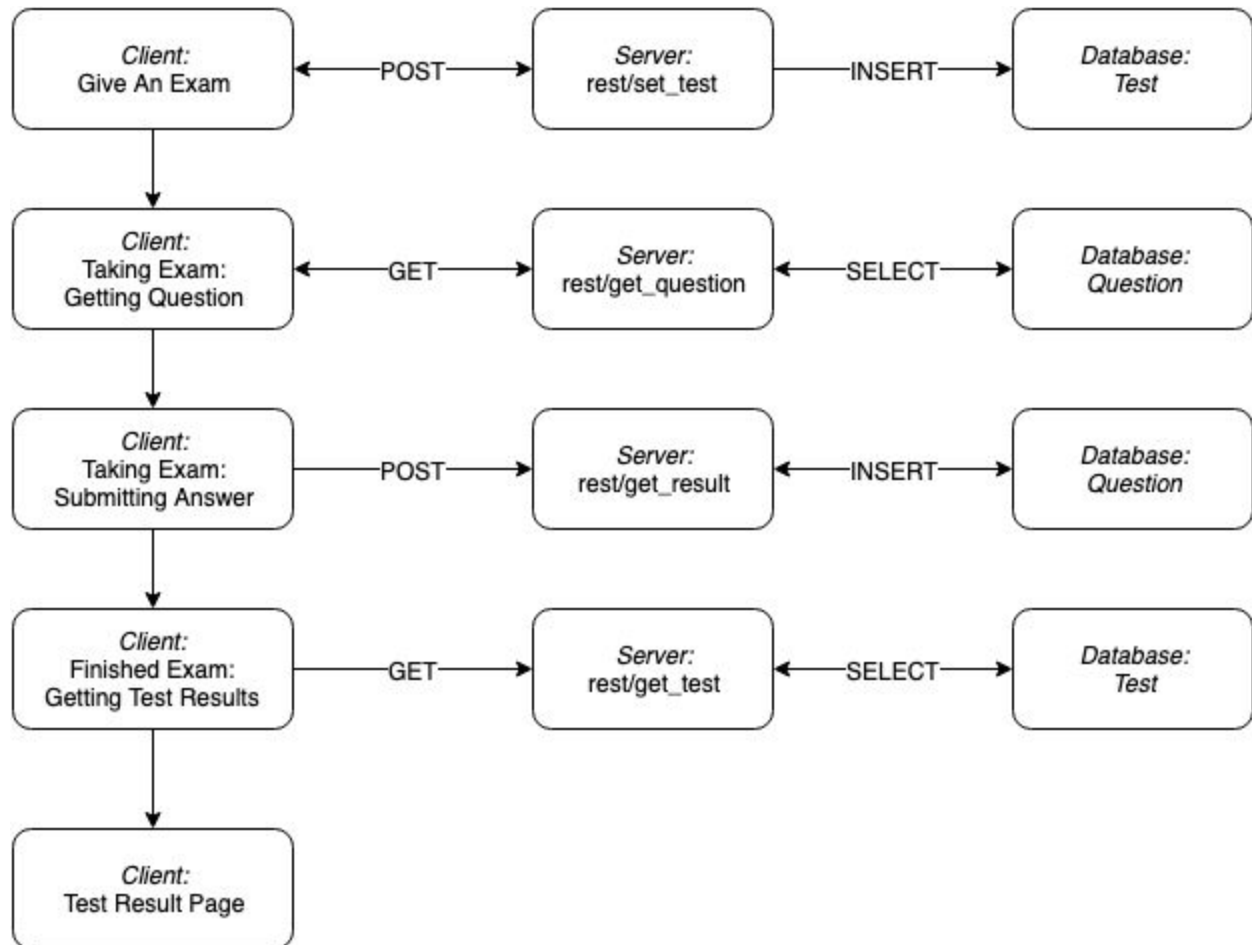 Client:
Give An Exam
POST
Server:
rest/set_test
INSERT
Database:
Test
Client:
Taking Exam:
Getting Question
GET
Server:
rest/get_question
SELECT
Database:
Question
Client:
Taking Exam:
Submitting Answer
POST
Server:
rest/get_result
INSERT
Database:
Question
Client:
Finished Exam:
Getting Test Results
GET
Server:
rest/get_test
SELECT
Database:
Test
Client:
Test Result Page